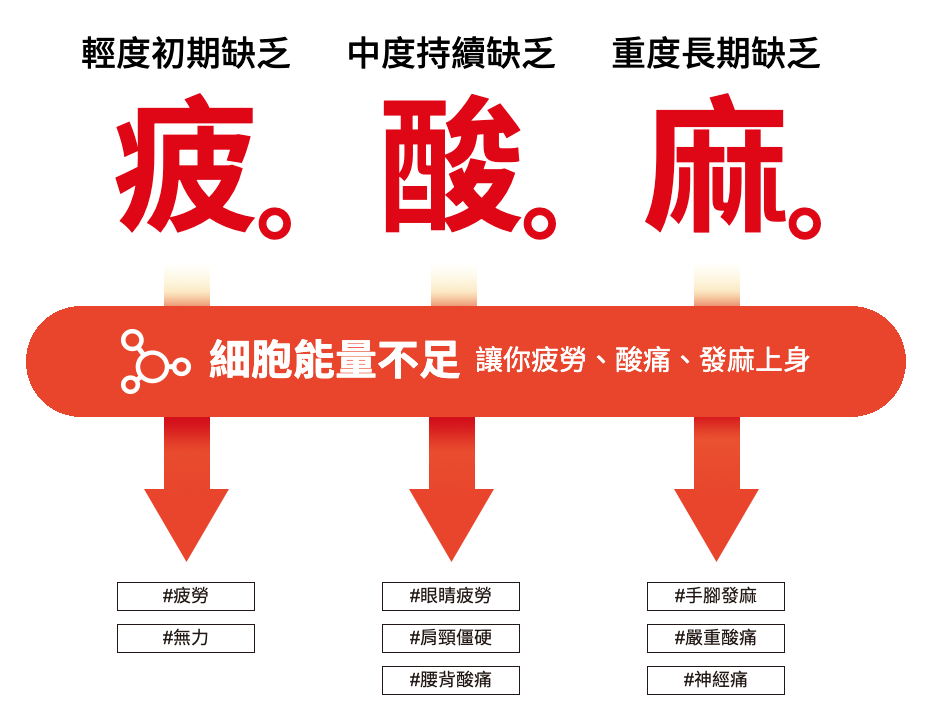 輕度初期缺乏
中度持續缺乏
重度長期缺乏
疲。
酸。
麻。
細胞能量不足 讓你疲勞、酸痛、發麻上身
#疲勞
#眼睛疲勞
#手腳發麻
#無力
#肩頸僵硬
#嚴重酸痛
#腰背酸痛
#神經痛